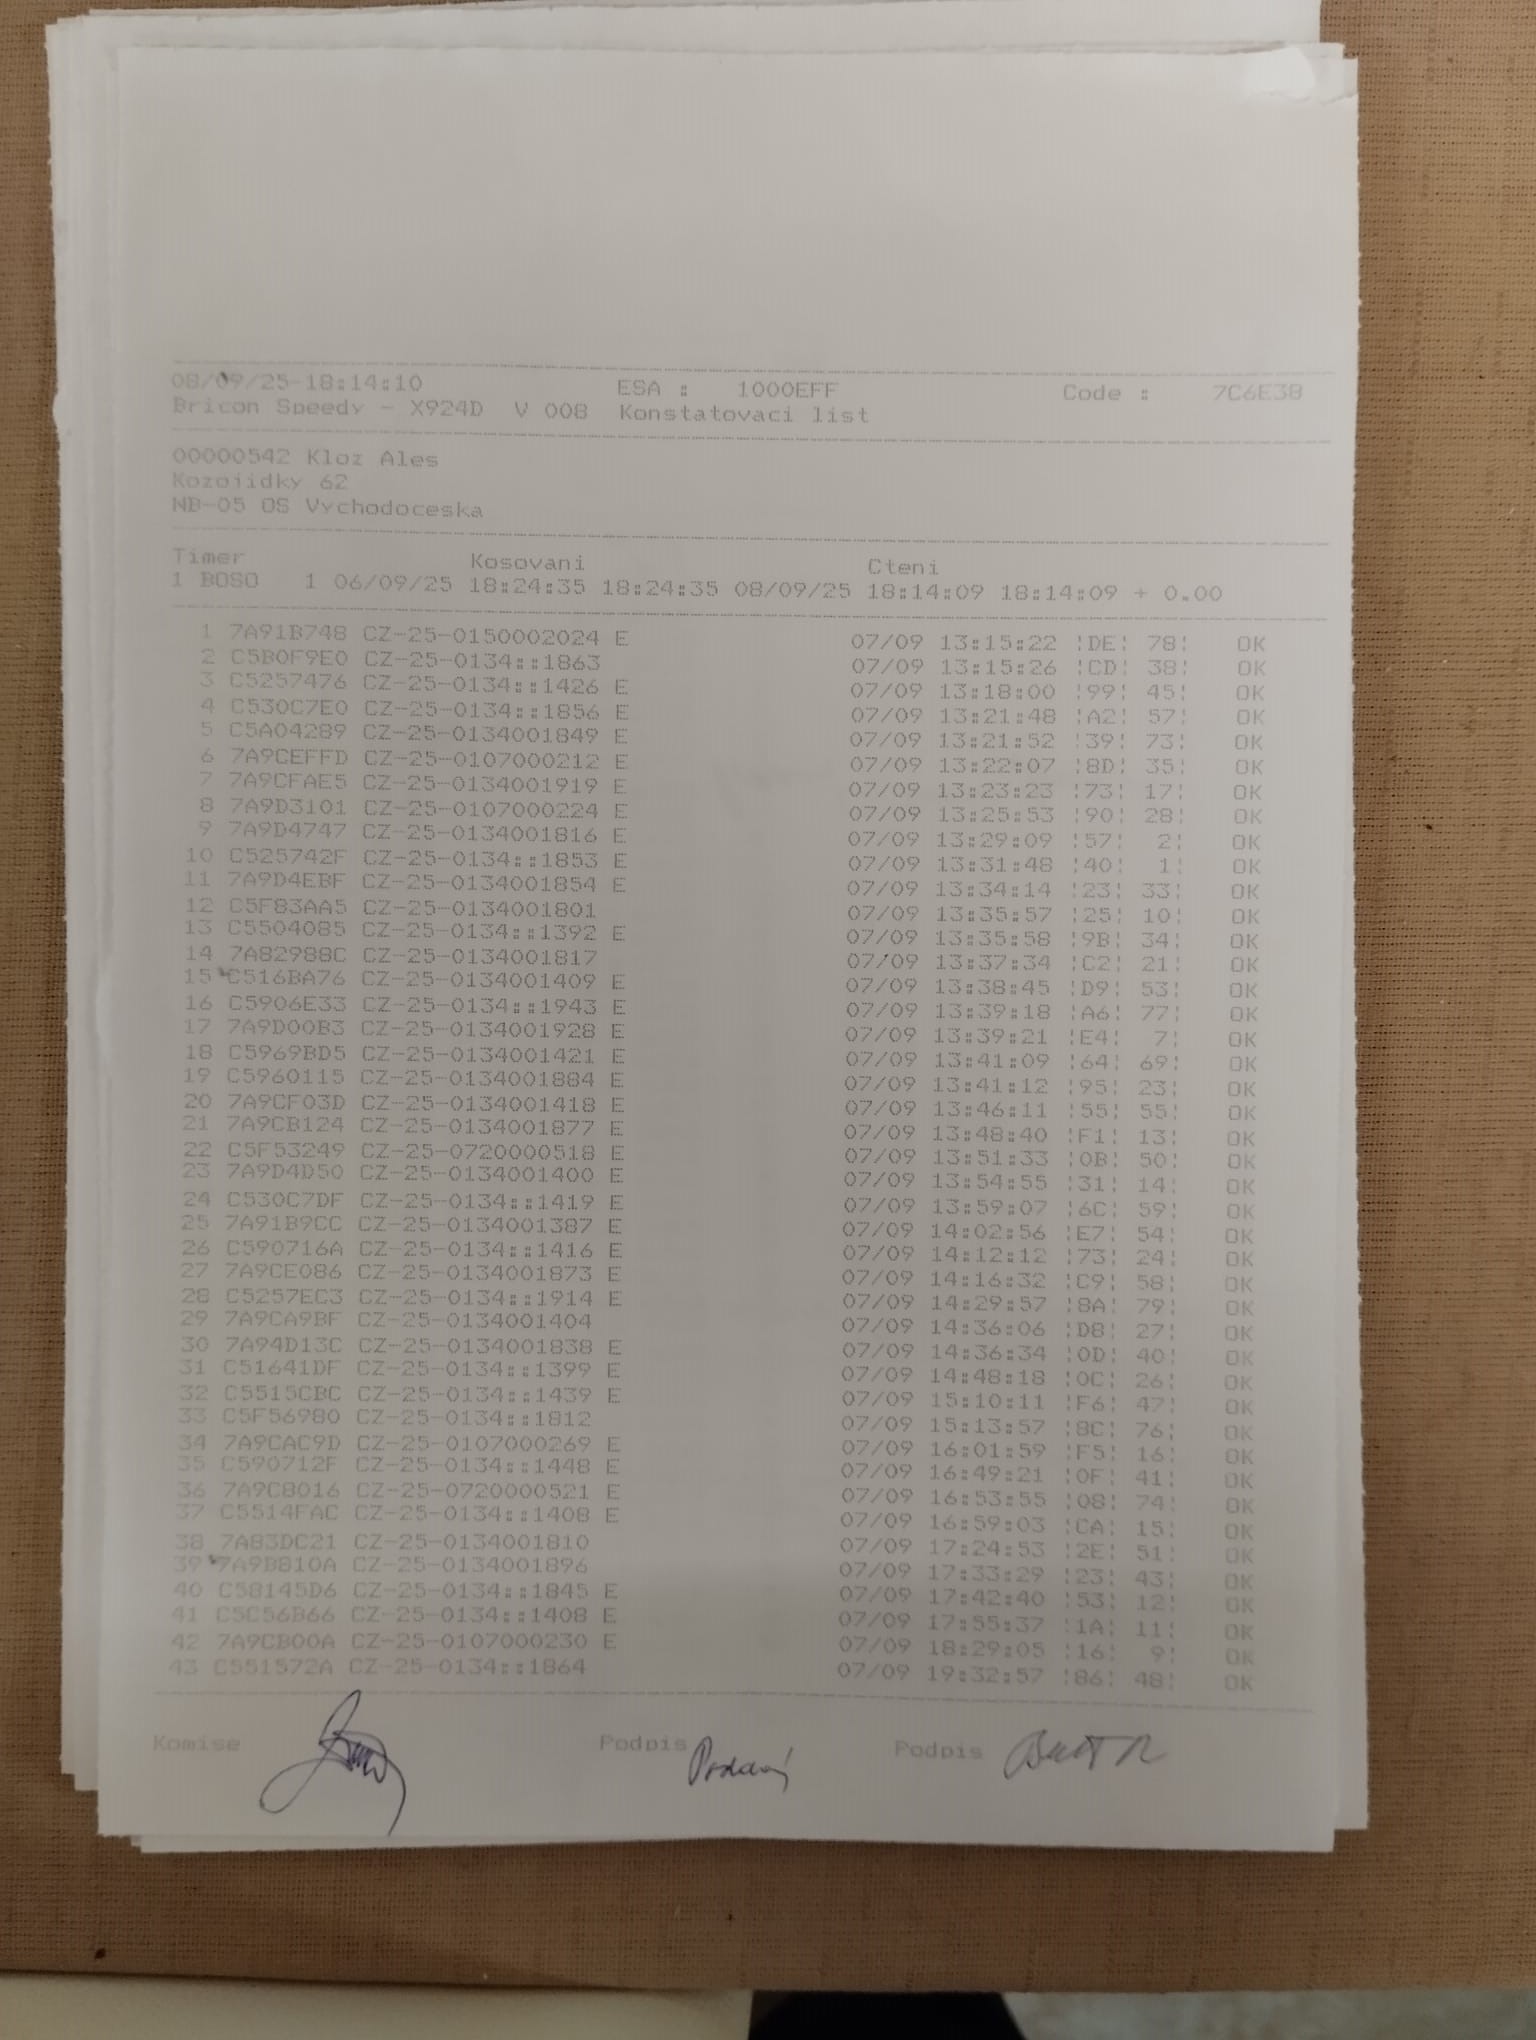 08/09/25-18:14:10 ESA : 1000EFF Code : 7C6E38
Bricon Speedy - X924D V 008 Konstatovaci list
00000542 Kloz Ales
Kozojidky 62
NB-05 OS Vychodoceska
Timer Kosovani Cteni
1 BOSO 1 06/09/25 18:24:35 18:24:35 08/09/25 18:14:09 18:14:09 + 0.00
1 7A91B748 CZ-25-0150002024 E 07/09 13:15:22 ¦DE¦ 78¦ OK
2 C5B0F9E0 CZ-25-0134:::1863 07/09 13:15:26 ¦CD¦ 38¦ OK
3 C5257476 CZ-25-0134:::1426 E 07/09 13:18:00 ¦99¦ 45¦ OK
4 C530C7E0 CZ-25-0134:::1856 E 07/09 13:21:48 ¦A2¦ 57¦ OK
5 C5A04289 CZ-25-0134001849 E 07/09 13:21:52 ¦39¦ 73¦ OK
6 7A9CEFFD CZ-25-0107000212 E 07/09 13:22:07 ¦8D¦ 35¦ OK
7 7A9CFAE5 CZ-25-0134001919 E 07/09 13:23:23 ¦73¦ 17¦ OK
8 7A9D3101 CZ-25-0107000224 E 07/09 13:25:53 ¦90¦ 28¦ OK
9 7A9D4747 CZ-25-0134001816 E 07/09 13:29:09 ¦57¦ 2¦ OK
10 C525742F CZ-25-0134:::1853 E 07/09 13:31:48 ¦40¦ 1¦ OK
11 7A9D4EBF CZ-25-0134001854 E 07/09 13:34:14 ¦23¦ 33¦ OK
12 C5F83AA5 CZ-25-0134001801 07/09 13:35:57 ¦25¦ 10¦ OK
13 C5504085 CZ-25-0134:::1392 E 07/09 13:35:58 ¦9B¦ 34¦ OK
14 7A82988C CZ-25-0134001817 07/09 13:37:34 ¦C2¦ 21¦ OK
15 C516BA76 CZ-25-0134001409 E 07/09 13:38:45 ¦D9¦ 53¦ OK
16 C5906E33 CZ-25-0134:::1943 E 07/09 13:39:18 ¦A6¦ 77¦ OK
17 7A9D00B3 CZ-25-0134001928 E 07/09 13:39:21 ¦E4¦ 7¦ OK
18 C5969BD5 CZ-25-0134001421 E 07/09 13:41:09 ¦64¦ 69¦ OK
19 C5960115 CZ-25-0134001884 E 07/09 13:41:12 ¦95¦ 23¦ OK
20 7A9CF03D CZ-25-0134001418 E 07/09 13:46:11 ¦55¦ 55¦ OK
21 7A9CB124 CZ-25-0134001877 E 07/09 13:48:40 ¦F1¦ 13¦ OK
22 C5F53249 CZ-25-0720000518 E 07/09 13:51:33 ¦0B¦ 50¦ OK
23 7A9D4D50 CZ-25-0134001400 E 07/09 13:54:55 ¦31¦ 14¦ OK
24 C530C7DF CZ-25-0134:::1419 E 07/09 13:59:07 ¦6C¦ 59¦ OK
25 7A91B9CC CZ-25-0134001387 E 07/09 14:02:56 ¦E7¦ 54¦ OK
26 C590716A CZ-25-0134:::1416 E 07/09 14:12:12 ¦73¦ 24¦ OK
27 7A9CE086 CZ-25-0134001873 E 07/09 14:16:32 ¦C9¦ 58¦ OK
28 C5257EC3 CZ-25-0134:::1914 E 07/09 14:29:57 ¦8A¦ 79¦ OK
29 7A9CA9BF CZ-25-0134001404 07/09 14:36:06 ¦D8¦ 27¦ OK
30 7A94D13C CZ-25-0134001838 E 07/09 14:36:34 ¦0D¦ 40¦ OK
31 C51641DF CZ-25-0134:::1399 E 07/09 14:48:18 ¦0C¦ 26¦ OK
32 C5515CBC CZ-25-0134:::1439 E 07/09 15:10:11 ¦F6¦ 47¦ OK
33 C5F56980 CZ-25-0134:::1812 07/09 15:13:57 ¦8C¦ 76¦ OK
34 7A9CAC9D CZ-25-0107000269 E 07/09 16:01:59 ¦F5¦ 16¦ OK
35 C590712F CZ-25-0134:::1448 E 07/09 16:49:21 ¦0F¦ 41¦ OK
36 7A9C8016 CZ-25-0720000521 E 07/09 16:53:55 ¦08¦ 74¦ OK
37 C5514FAC CZ-25-0134:::1408 E 07/09 16:59:03 ¦CA¦ 15¦ OK
38 7A83DC21 CZ-25-0134001810 07/09 17:24:53 ¦2E¦ 51¦ OK
39 7A9B810A CZ-25-0134001896 07/09 17:33:29 ¦23¦ 43¦ OK
40 C58145D6 CZ-25-0134:::1845 E 07/09 17:42:40 ¦53¦ 12¦ OK
41 C5C56B66 CZ-25-0134:::1408 E 07/09 17:55:37 ¦1A¦ 11¦ OK
42 7A9CB00A CZ-25-0107000230 E 07/09 18:29:05 ¦16¦ 9¦ OK
43 C551572A CZ-25-0134:::1864 07/09 19:32:57 ¦86¦ 48¦ OK
Komise Podpis Podpis